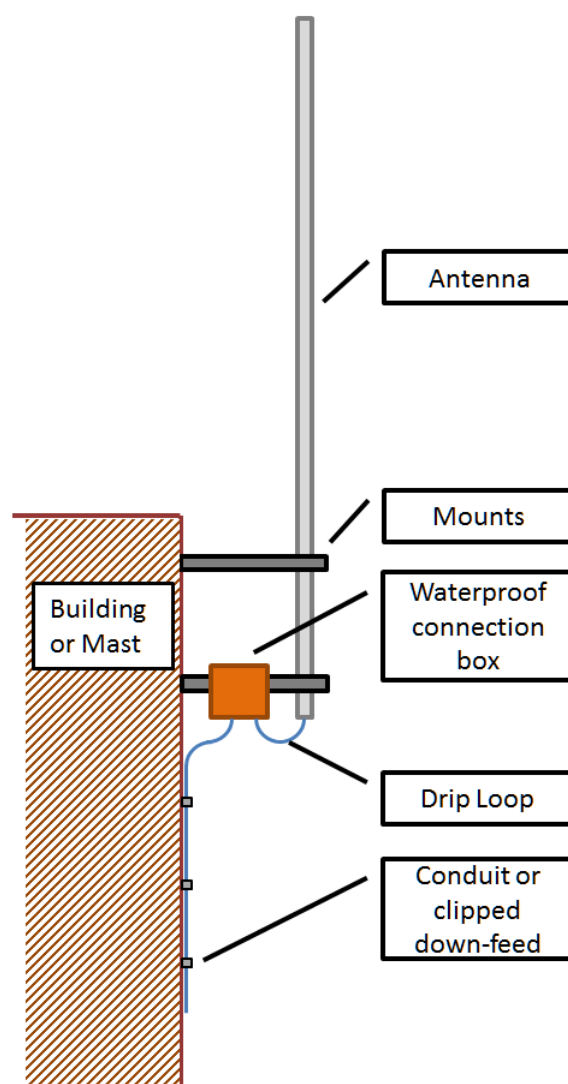 Antenna
Mounts
Building
or Mast
Waterproof
connection
box
Drip Loop
Conduit or
clipped
down-feed